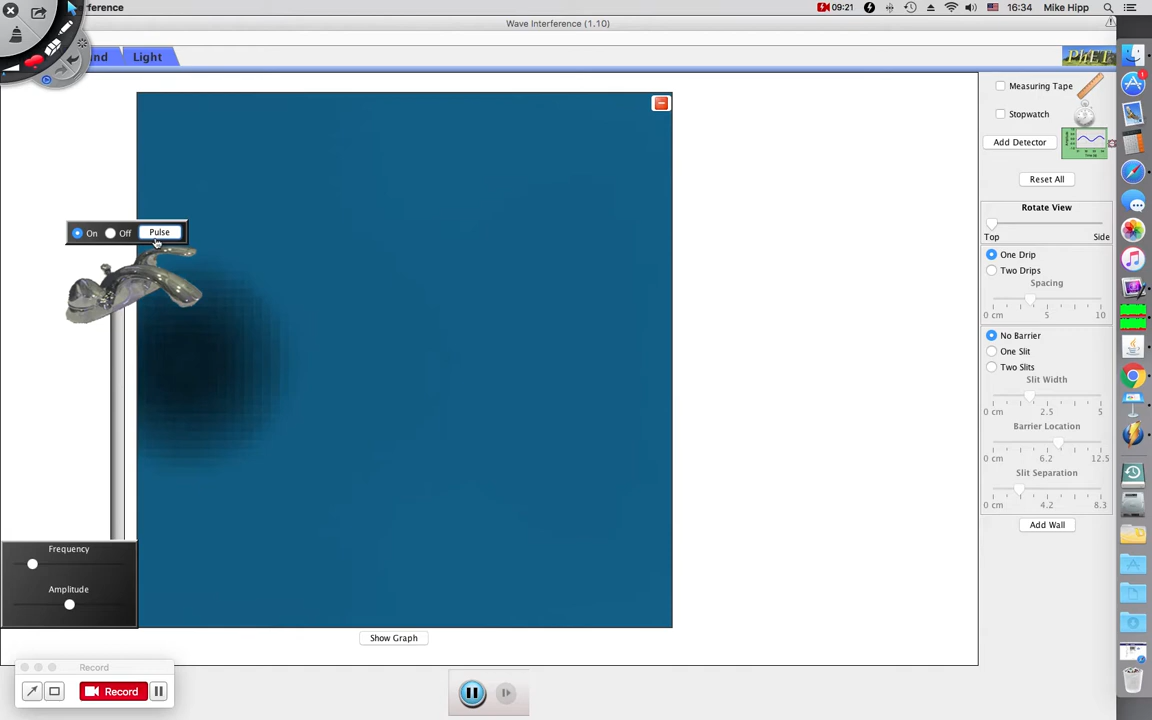 ference
09:21
16:34
Mike Hipp
Wave Interference (1.10)
nd
Light
PhET
On
Off
Pulse
Frequency
Amplitude
Show Graph
Record
Record
Measuring Tape
Stopwatch
Add Detector
Reset All
Rotate View
Top
Side
One Drip
Two Drips
Spacing
0 cm
5
10
No Barrier
One Slit
Two Slits
Slit Width
0 cm
2.5
5
Barrier Location
0 cm
6.2
12.5
Slit Separation
0 cm
4.2
8.3
Add Wall